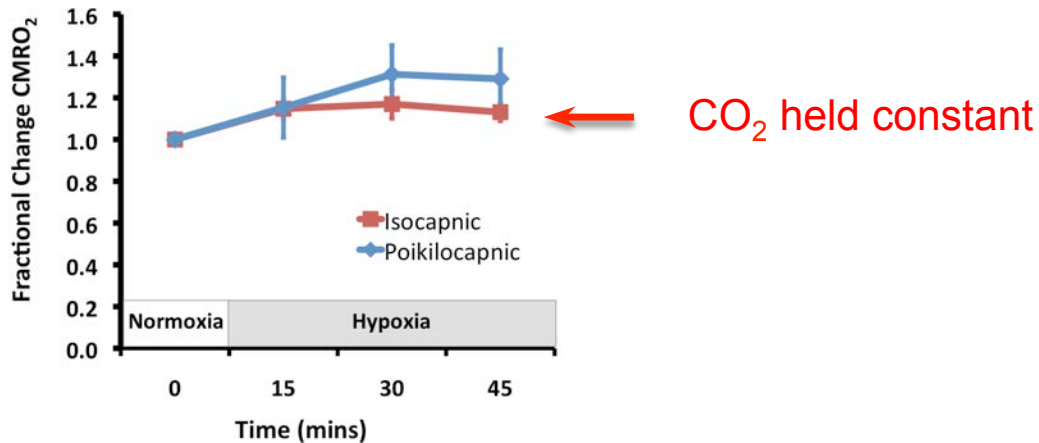 Fractional Change CMRO₂
1.6
1.4
1.2
1.0
0.8
0.6
0.4
0.2
0.0
CO₂ held constant
Isocapnic
Poikilocapnic
Normoxia
Hypoxia
0 15 30 45
Time (mins)